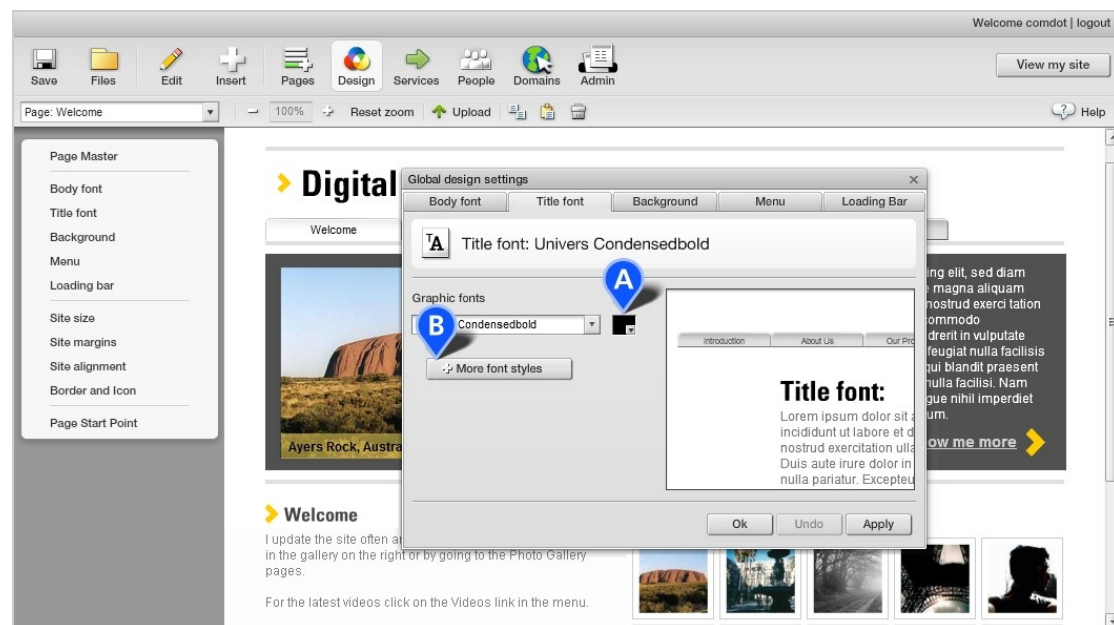 Welcome comdot | logout
Save
Files
Edit
Insert
Pages
Design
Services
People
Domains
Admin
View my site
Page: Welcome
100%
Reset zoom
Upload
Help
Page Master
Body font
Title font
Background
Menu
Loading bar
Site size
Site margins
Site alignment
Border and Icon
Page Start Point
Digital
Welcome
Ayers Rock, Austra
Global design settings
Body font
Title font
Background
Menu
Loading Bar
Title font: Univers Condensedbold
A
Graphic fonts
B
Condensedbold
More font styles
Introduction
About Us
Our Pro
Title font:
Lorem ipsum dolor sit a
incididunt ut labore et d
nostrud exercitation ulla
Duis aute irure dolor in
nulla pariatur. Excepteu
Ok
Undo
Apply
ing elit, sed diam
magna aliquam
nostrud exerci tation
ommodo
drerit in vulputate
feugiat nulla facilisis
qui blandit praesent
nulla facilisi. Nam
gue nihil imperdiet
um.
ow me more
Welcome
I update the site often a
in the gallery on the right or by going to the Photo Gallery
pages.
For the latest videos click on the Videos link in the menu.